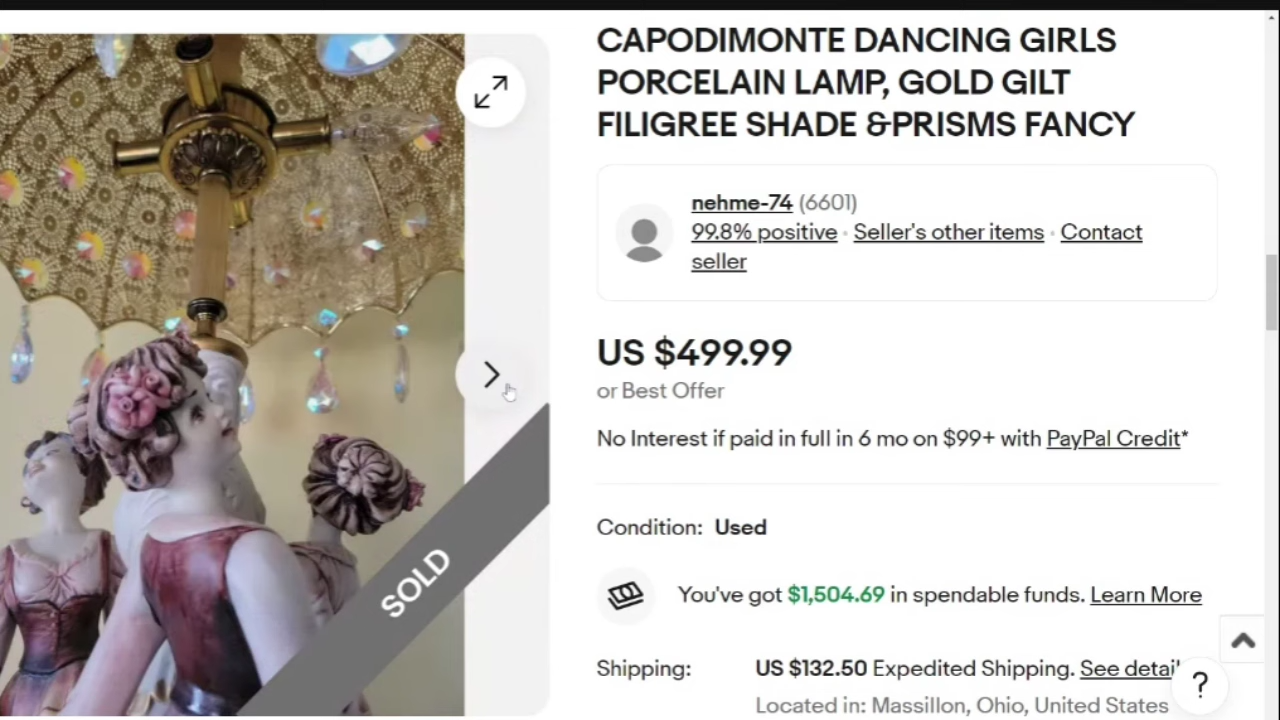 CAPODIMONTE DANCING GIRLS
PORCELAIN LAMP, GOLD GILT
FILIGREE SHADE &PRISMS FANCY
nehme-74 (6601)
99.8% positive · Seller's other items · Contact
seller
US $499.99
or Best Offer
No Interest if paid in full in 6 mo on $99+ with PayPal Credit*
Condition: Used
SOLD
You've got $1,504.69 in spendable funds. Learn More
Shipping: US $132.50 Expedited Shipping. See detail
?
Located in: Massillon, Ohio, United States